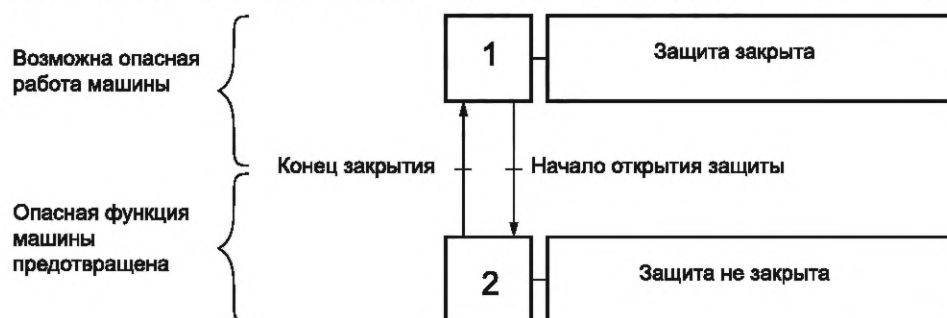 Возможна опасная
работа машины
1
Защита закрыта
Конец закрытия
Начало открытия защиты
Опасная функция
машины
предотвращена
2
Защита не закрыта